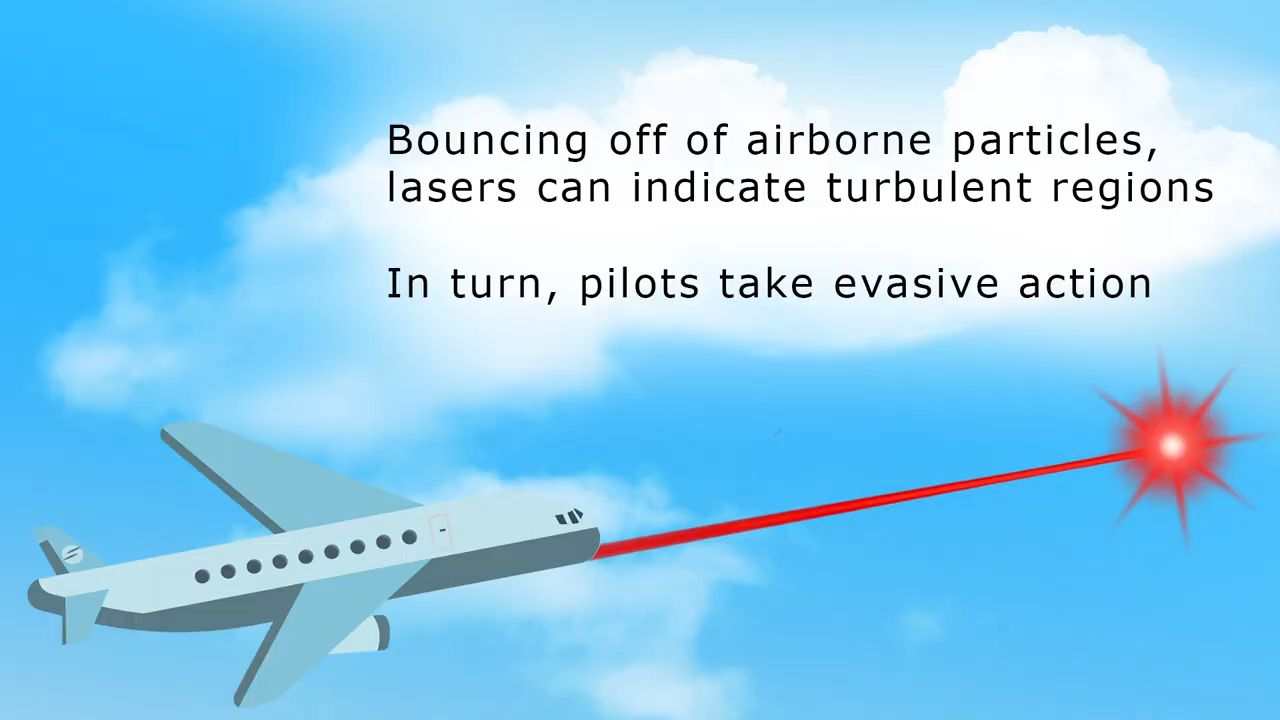 Bouncing off of airborne particles,
lasers can indicate turbulent regions
In turn, pilots take evasive action